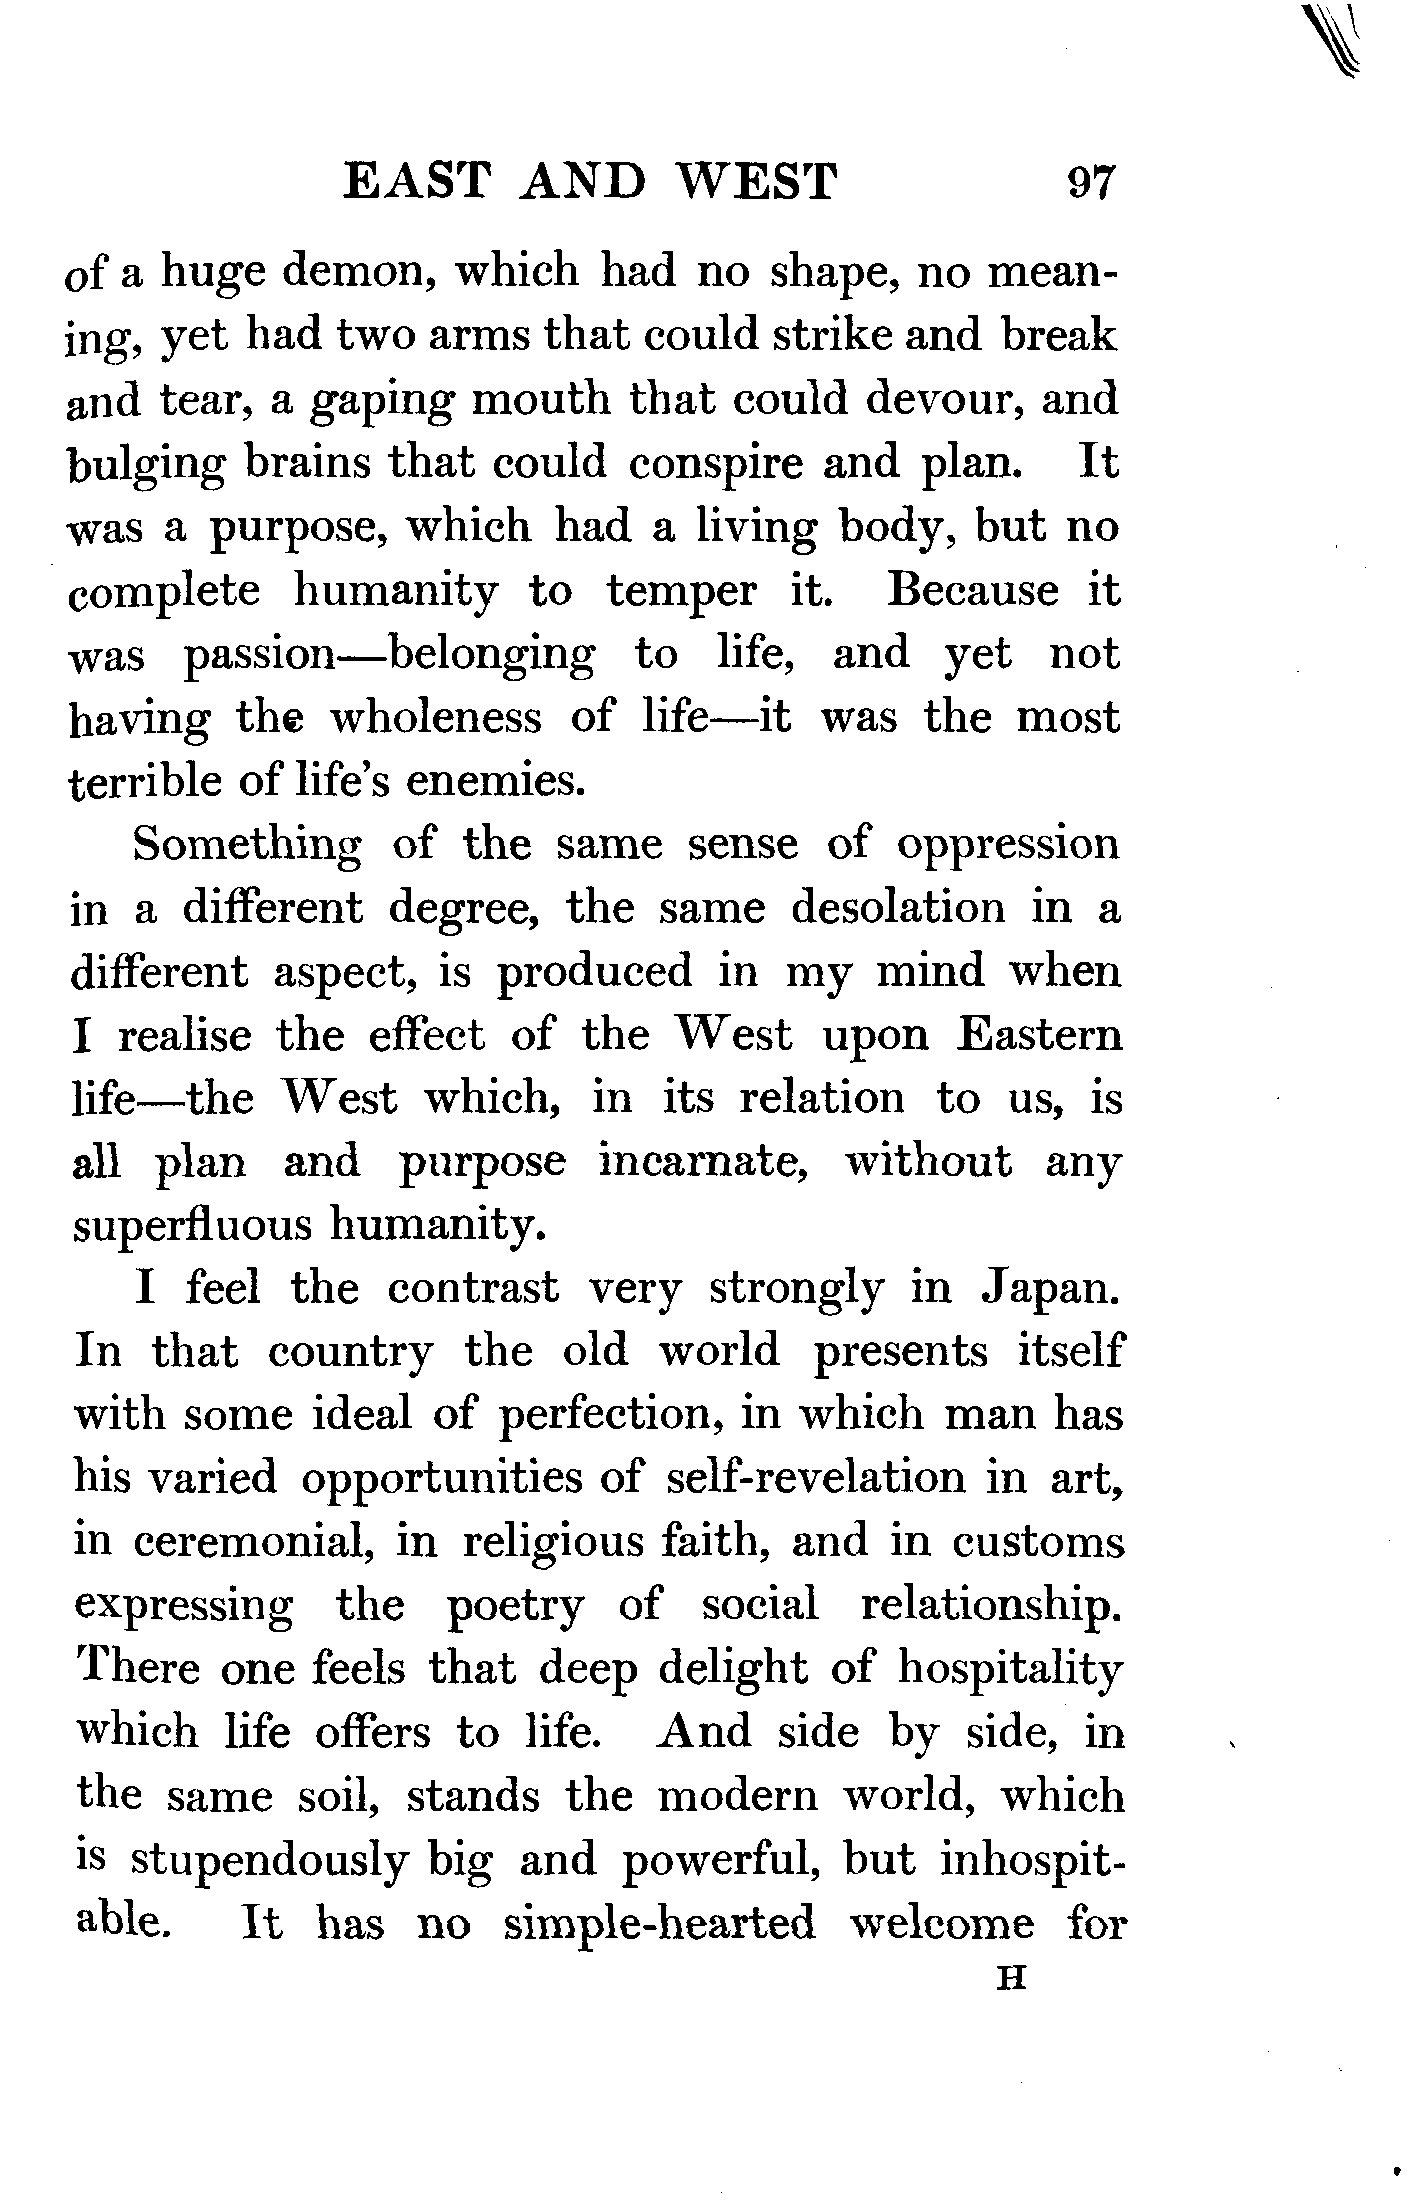 EAST AND WEST 97
of a huge demon, which had no shape, no mean-
ing, yet had two arms that could strike and break
and tear, a gaping mouth that could devour, and
bulging brains that could conspire and plan. It
was a purpose, which had a living body, but no
complete humanity to temper it. Because it
was passion—belonging to life, and yet not
having the wholeness of life—it was the most
terrible of life's enemies.
Something of the same sense of oppression
in a different degree, the same desolation in a
different aspect, is produced in my mind when
I realise the effect of the West upon Eastern
life—the West which, in its relation to us, is
all plan and purpose incarnate, without any
superfluous humanity.
I feel the contrast very strongly in Japan.
In that country the old world presents itself
with some ideal of perfection, in which man has
his varied opportunities of self-revelation in art,
in ceremonial, in religious faith, and in customs
expressing the poetry of social relationship.
There one feels that deep delight of hospitality
which life offers to life. And side by side, in
the same soil, stands the modern world, which
is stupendously big and powerful, but inhospit-
able. It has no simple-hearted welcome for
H